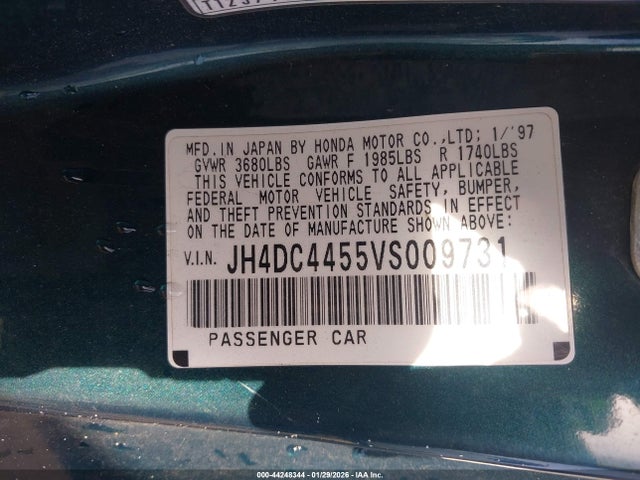 MFD.IN JAPAN BY HONDA MOTOR CO.,LTD; 1/'97
GVWR 3680LBS GAWR F 1985LBS R 1740LBS
THIS VEHICLE CONFORMS TO ALL APPLICABLE
FEDERAL MOTOR VEHICLE SAFETY, BUMPER,
AND THEFT PREVENTION STANDARDS IN EFFECT
ON THE DATE OF MANUFACTURE SHOWN ABOVE:
V.I.N. JH4DC4455VS009731
PASSENGER CAR
000-44248344 | 01/29/2026 | IAA Inc.